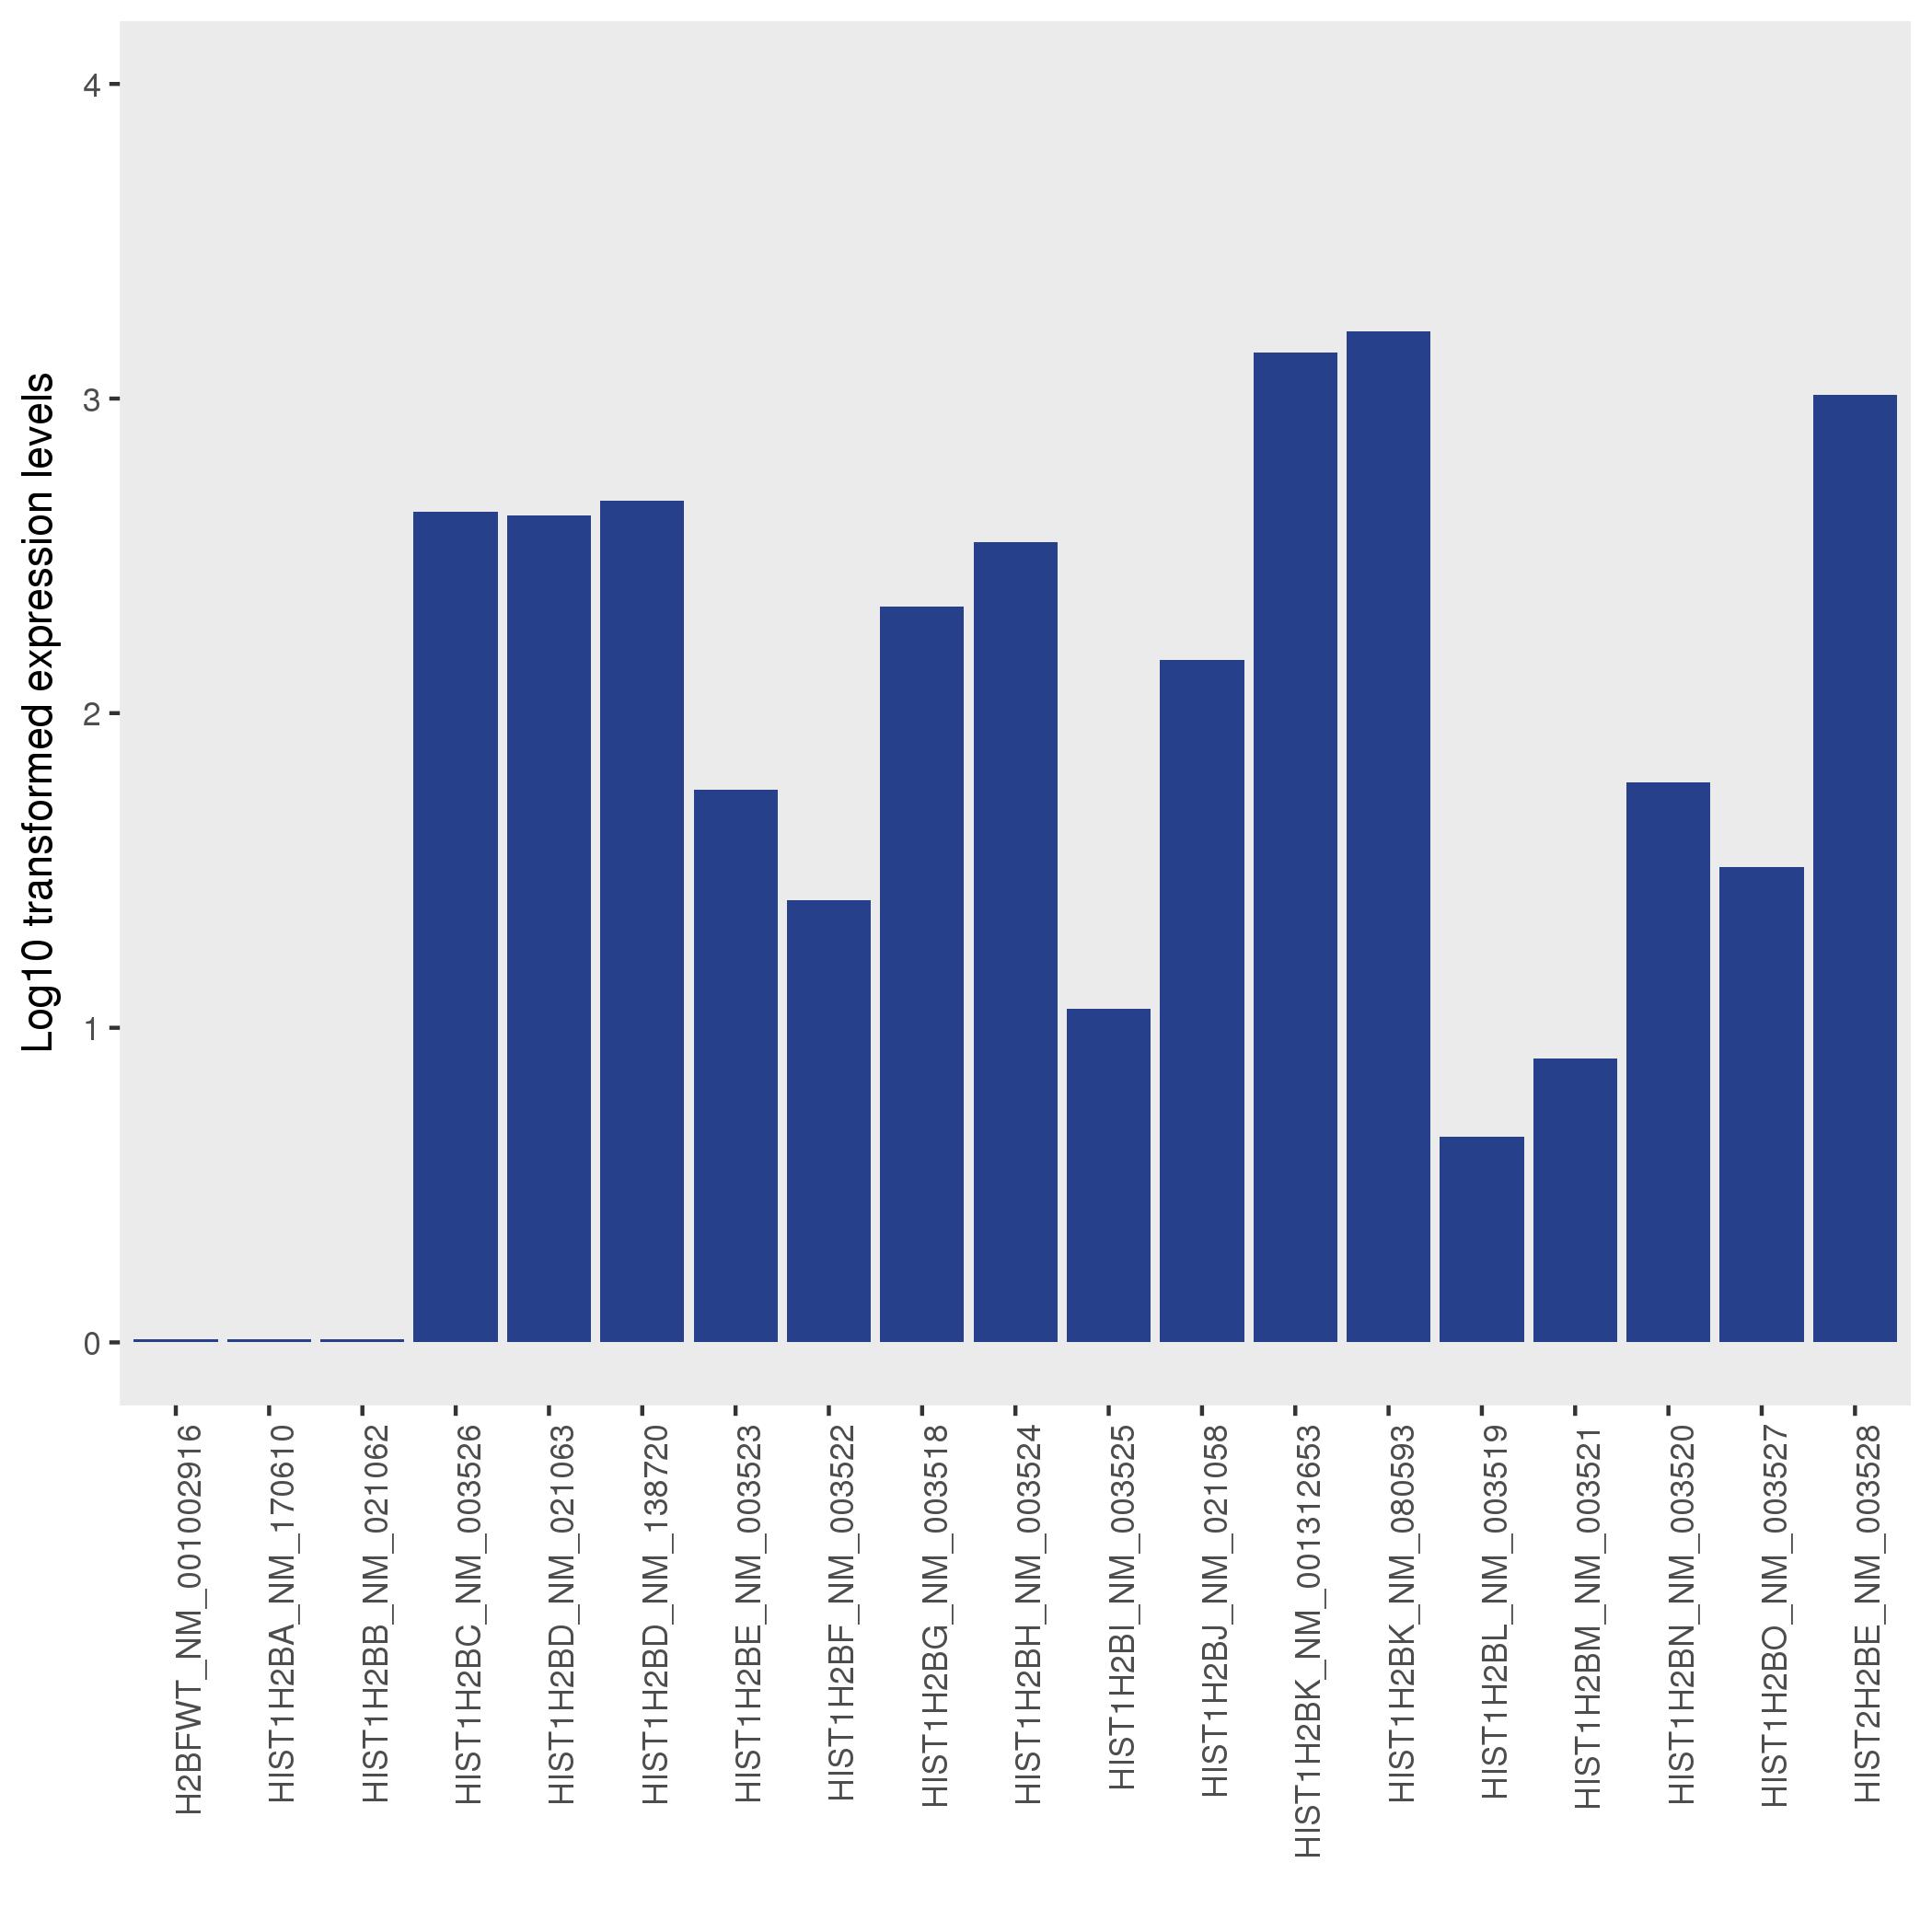 Log10 transformed expression levels
4
3
2
1
0
H2BFWT_NM_001002916
HIST1H2BA_NM_170610
HIST1H2BB_NM_021062
HIST1H2BC_NM_003526
HIST1H2BD_NM_021063
HIST1H2BD_NM_138720
HIST1H2BE_NM_003523
HIST1H2BF_NM_003522
HIST1H2BG_NM_003518
HIST1H2BH_NM_003524
HIST1H2BI_NM_003525
HIST1H2BJ_NM_021058
HIST1H2BK_NM_001312653
HIST1H2BK_NM_080593
HIST1H2BL_NM_003519
HIST1H2BM_NM_003521
HIST1H2BN_NM_003520
HIST1H2BO_NM_003527
HIST2H2BE_NM_003528